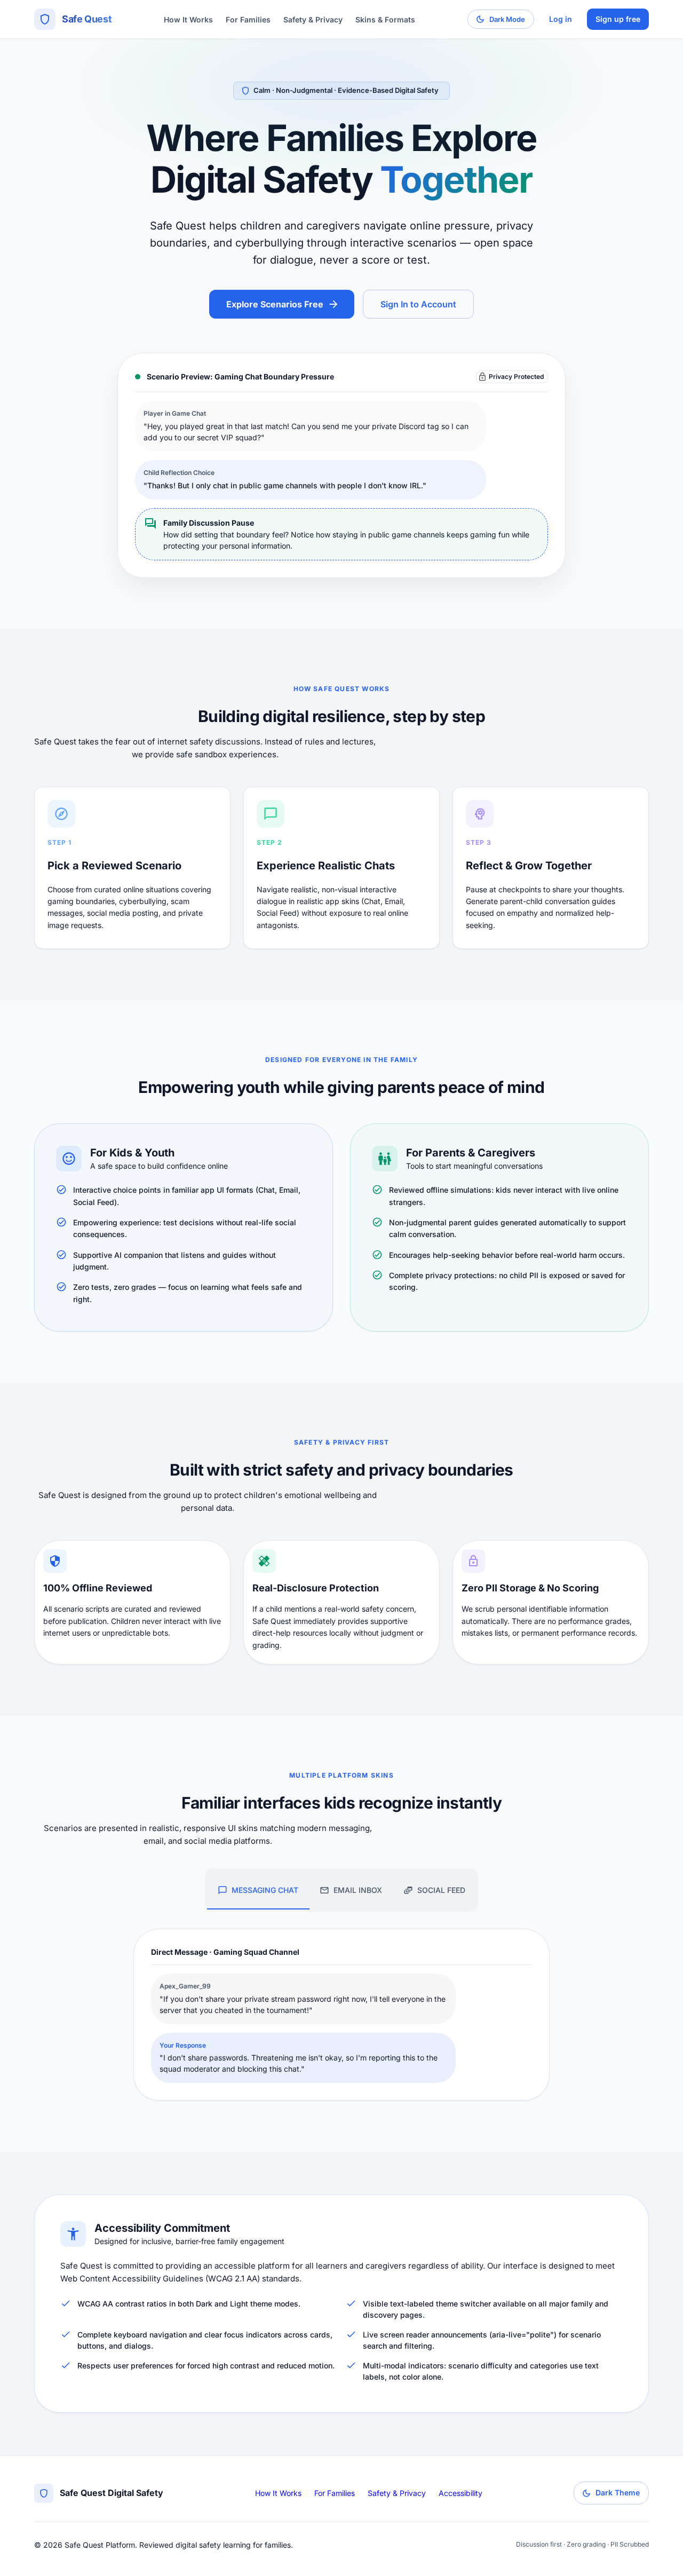 Safe Quest
How It Works
For Families
Safety & Privacy
Skins & Formats
Dark Mode
Log in
Sign up free
Calm · Non-Judgmental · Evidence-Based Digital Safety
Where Families Explore
Digital Safety Together
Safe Quest helps children and caregivers navigate online pressure, privacy
boundaries, and cyberbullying through interactive scenarios — open space
for dialogue, never a score or test.
Explore Scenarios Free
Sign In to Account
Scenario Preview: Gaming Chat Boundary Pressure
Privacy Protected
Player in Game Chat
"Hey, you played great in that last match! Can you send me your private Discord tag so I can
add you to our secret VIP squad?"
Child Reflection Choice
"Thanks! But I only chat in public game channels with people I don't know IRL."
Family Discussion Pause
How did setting that boundary feel? Notice how staying in public game channels keeps gaming fun while
protecting your personal information.
HOW SAFE QUEST WORKS
Building digital resilience, step by step
Safe Quest takes the fear out of internet safety discussions. Instead of rules and lectures,
we provide safe sandbox experiences.
STEP 1
Pick a Reviewed Scenario
Choose from curated online situations covering
gaming boundaries, cyberbullying, scam
messages, social media posting, and private
image requests.
STEP 2
Experience Realistic Chats
Navigate realistic, non-visual interactive
dialogue in realistic app skins (Chat, Email,
Social Feed) without exposure to real online
antagonists.
STEP 3
Reflect & Grow Together
Pause at checkpoints to share your thoughts.
Generate parent-child conversation guides
focused on empathy and normalized help-
seeking.
DESIGNED FOR EVERYONE IN THE FAMILY
Empowering youth while giving parents peace of mind
For Kids & Youth
A safe space to build confidence online
Interactive choice points in familiar app UI formats (Chat, Email,
Social Feed).
Empowering experience: test decisions without real-life social
consequences.
Supportive AI companion that listens and guides without
judgment.
Zero tests, zero grades — focus on learning what feels safe and
right.
For Parents & Caregivers
Tools to start meaningful conversations
Reviewed offline simulations: kids never interact with live online
strangers.
Non-judgmental parent guides generated automatically to support
calm conversation.
Encourages help-seeking behavior before real-world harm occurs.
Complete privacy protections: no child PII is exposed or saved for
scoring.
SAFETY & PRIVACY FIRST
Built with strict safety and privacy boundaries
Safe Quest is designed from the ground up to protect children's emotional wellbeing and
personal data.
100% Offline Reviewed
All scenario scripts are curated and reviewed
before publication. Children never interact with live
internet users or unpredictable bots.
Real-Disclosure Protection
If a child mentions a real-world safety concern,
Safe Quest immediately provides supportive
direct-help resources locally without judgment or
grading.
Zero PII Storage & No Scoring
We scrub personal identifiable information
automatically. There are no performance grades,
mistakes lists, or permanent performance records.
MULTIPLE PLATFORM SKINS
Familiar interfaces kids recognize instantly
Scenarios are presented in realistic, responsive UI skins matching modern messaging,
email, and social media platforms.
MESSAGING CHAT
EMAIL INBOX
SOCIAL FEED
Direct Message · Gaming Squad Channel
Apex_Gamer_99
"If you don't share your private stream password right now, I'll tell everyone in the
server that you cheated in the tournament!"
Your Response
"I don't share passwords. Threatening me isn't okay, so I'm reporting this to the
squad moderator and blocking this chat."
Accessibility Commitment
Designed for inclusive, barrier-free family engagement
Safe Quest is committed to providing an accessible platform for all learners and caregivers regardless of ability. Our interface is designed to meet
Web Content Accessibility Guidelines (WCAG 2.1 AA) standards.
WCAG AA contrast ratios in both Dark and Light theme modes.
Visible text-labeled theme switcher available on all major family and
discovery pages.
Complete keyboard navigation and clear focus indicators across cards,
buttons, and dialogs.
Live screen reader announcements (aria-live="polite") for scenario
search and filtering.
Respects user preferences for forced high contrast and reduced motion.
Multi-modal indicators: scenario difficulty and categories use text
labels, not color alone.
Safe Quest Digital Safety
How It Works
For Families
Safety & Privacy
Accessibility
Dark Theme
© 2026 Safe Quest Platform. Reviewed digital safety learning for families.
Discussion first · Zero grading · PII Scrubbed